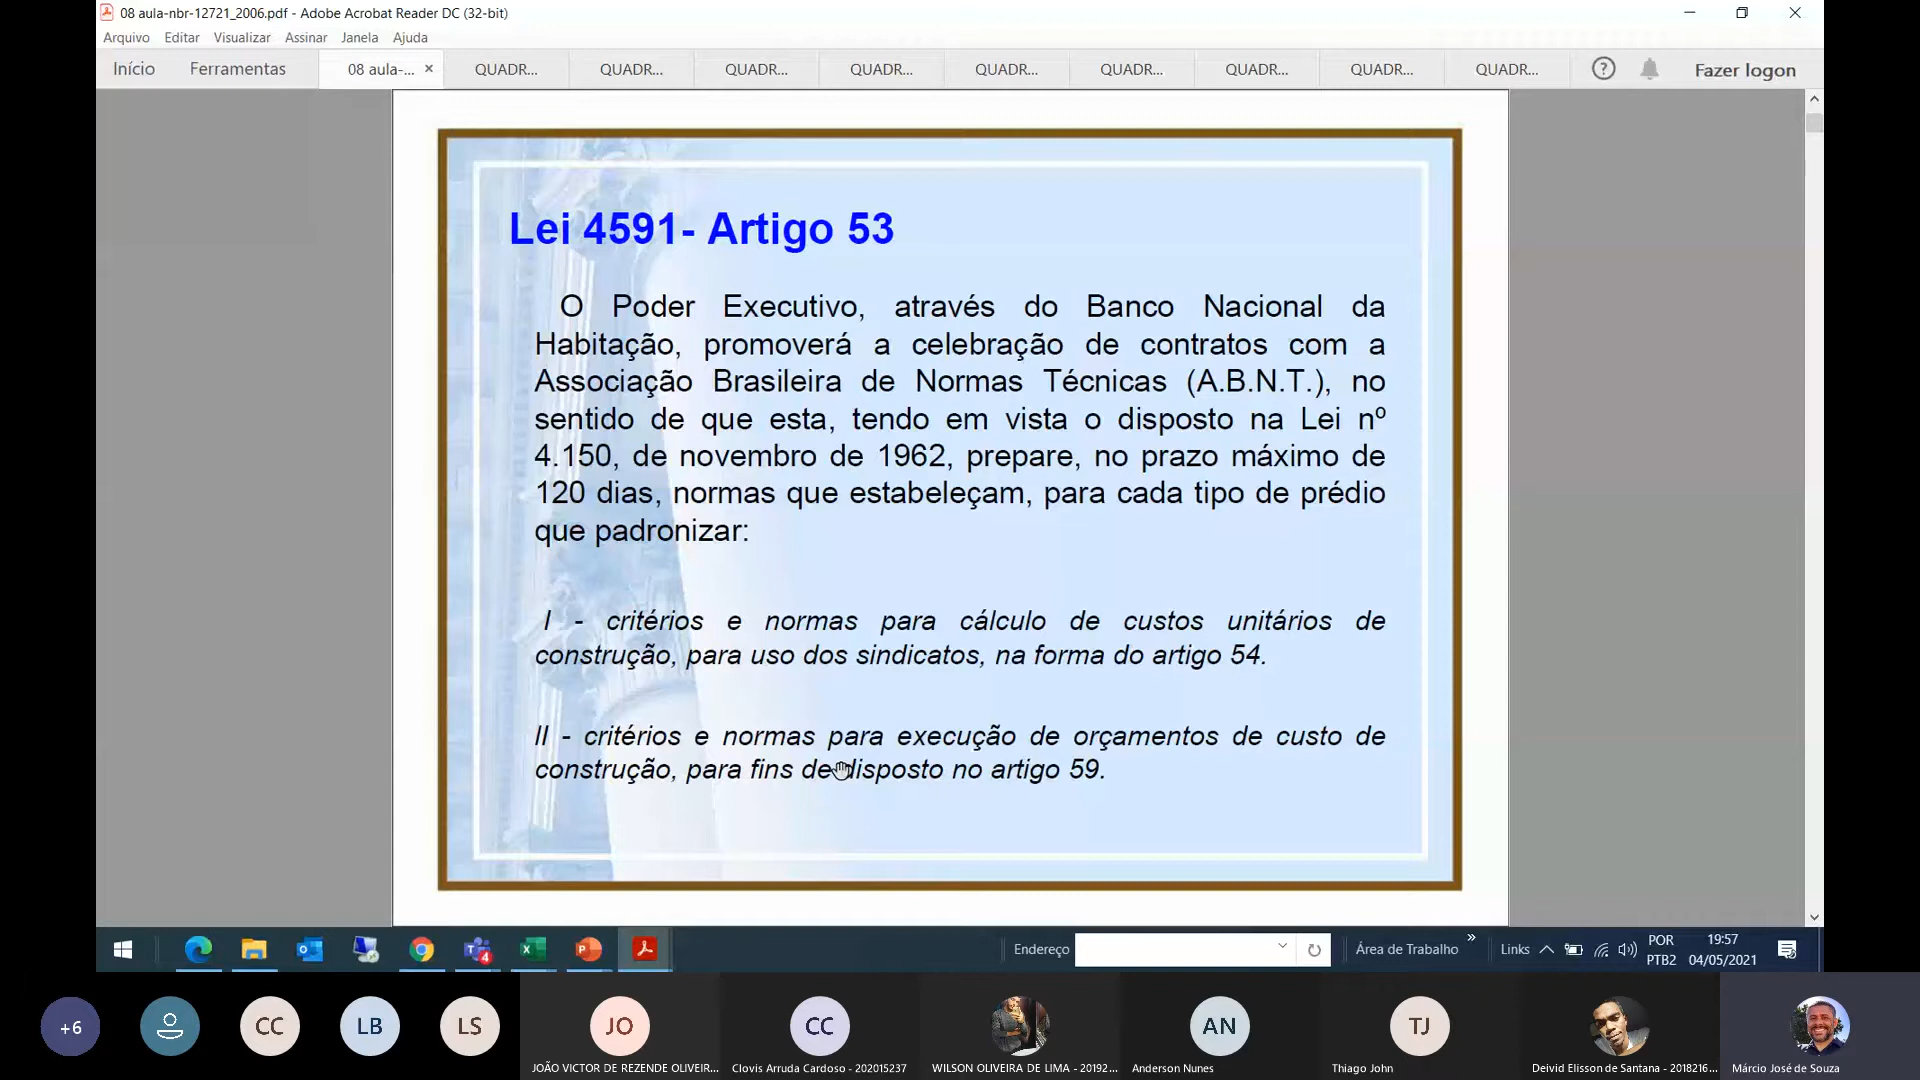 08 aula-nbr-12721_2006.pdf - Adobe Acrobat Reader DC (32-bit)
Arquivo Editar Visualizar Assinar Janela Ajuda
Início Ferramentas 08 aula-... × QUADR... QUADR... QUADR... QUADR... QUADR... QUADR... QUADR... QUADR... QUADR... Fazer logon
Lei 4591- Artigo 53
O Poder Executivo, através do Banco Nacional da
Habitação, promoverá a celebração de contratos com a
Associação Brasileira de Normas Técnicas (A.B.N.T.), no
sentido de que esta, tendo em vista o disposto na Lei nº
4.150, de novembro de 1962, prepare, no prazo máximo de
120 dias, normas que estabeleçam, para cada tipo de prédio
que padronizar:
I - critérios e normas para cálculo de custos unitários de
construção, para uso dos sindicatos, na forma do artigo 54.
II - critérios e normas para execução de orçamentos de custo de
construção, para fins de disposto no artigo 59.
4
Endereço Área de Trabalho » Links POR 19:57
PTB2 04/05/2021
+6 CC LB LS JO CC AN TJ
JOÃO VICTOR DE REZENDE OLIVEIR... Clovis Arruda Cardoso - 202015237 WILSON OLIVEIRA DE LIMA - 20192... Anderson Nunes Thiago John Deivid Elisson de Santana - 2018216... Márcio José de Souza